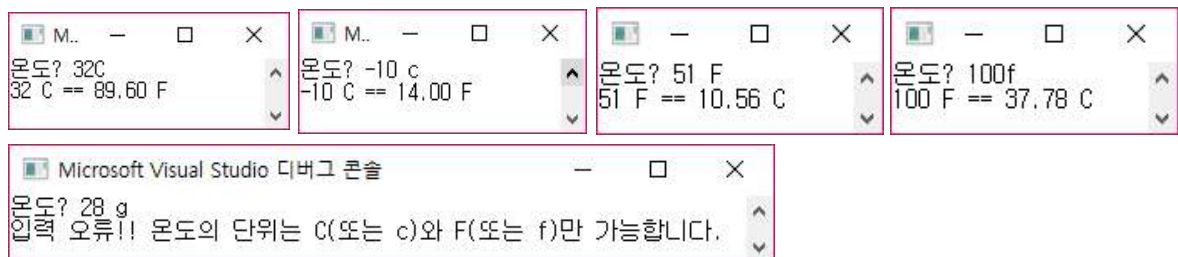 M..
온도? 32C
32 C == 89.60 F
M..
온도? -10 c
-10 C == 14.00 F
온도? 51 F
51 F == 10.56 C
온도? 100f
100 F == 37.78 C
Microsoft Visual Studio 디버그 콘솔
온도? 28 g
입력 오류!! 온도의 단위는 C(또는 c)와 F(또는 f)만 가능합니다.